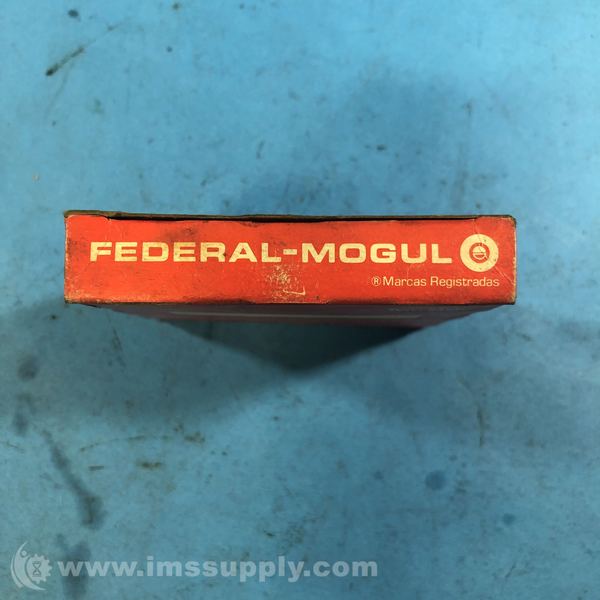 FEDERAL-MOGUL
® Marcas Registradas
www.imssupply.com